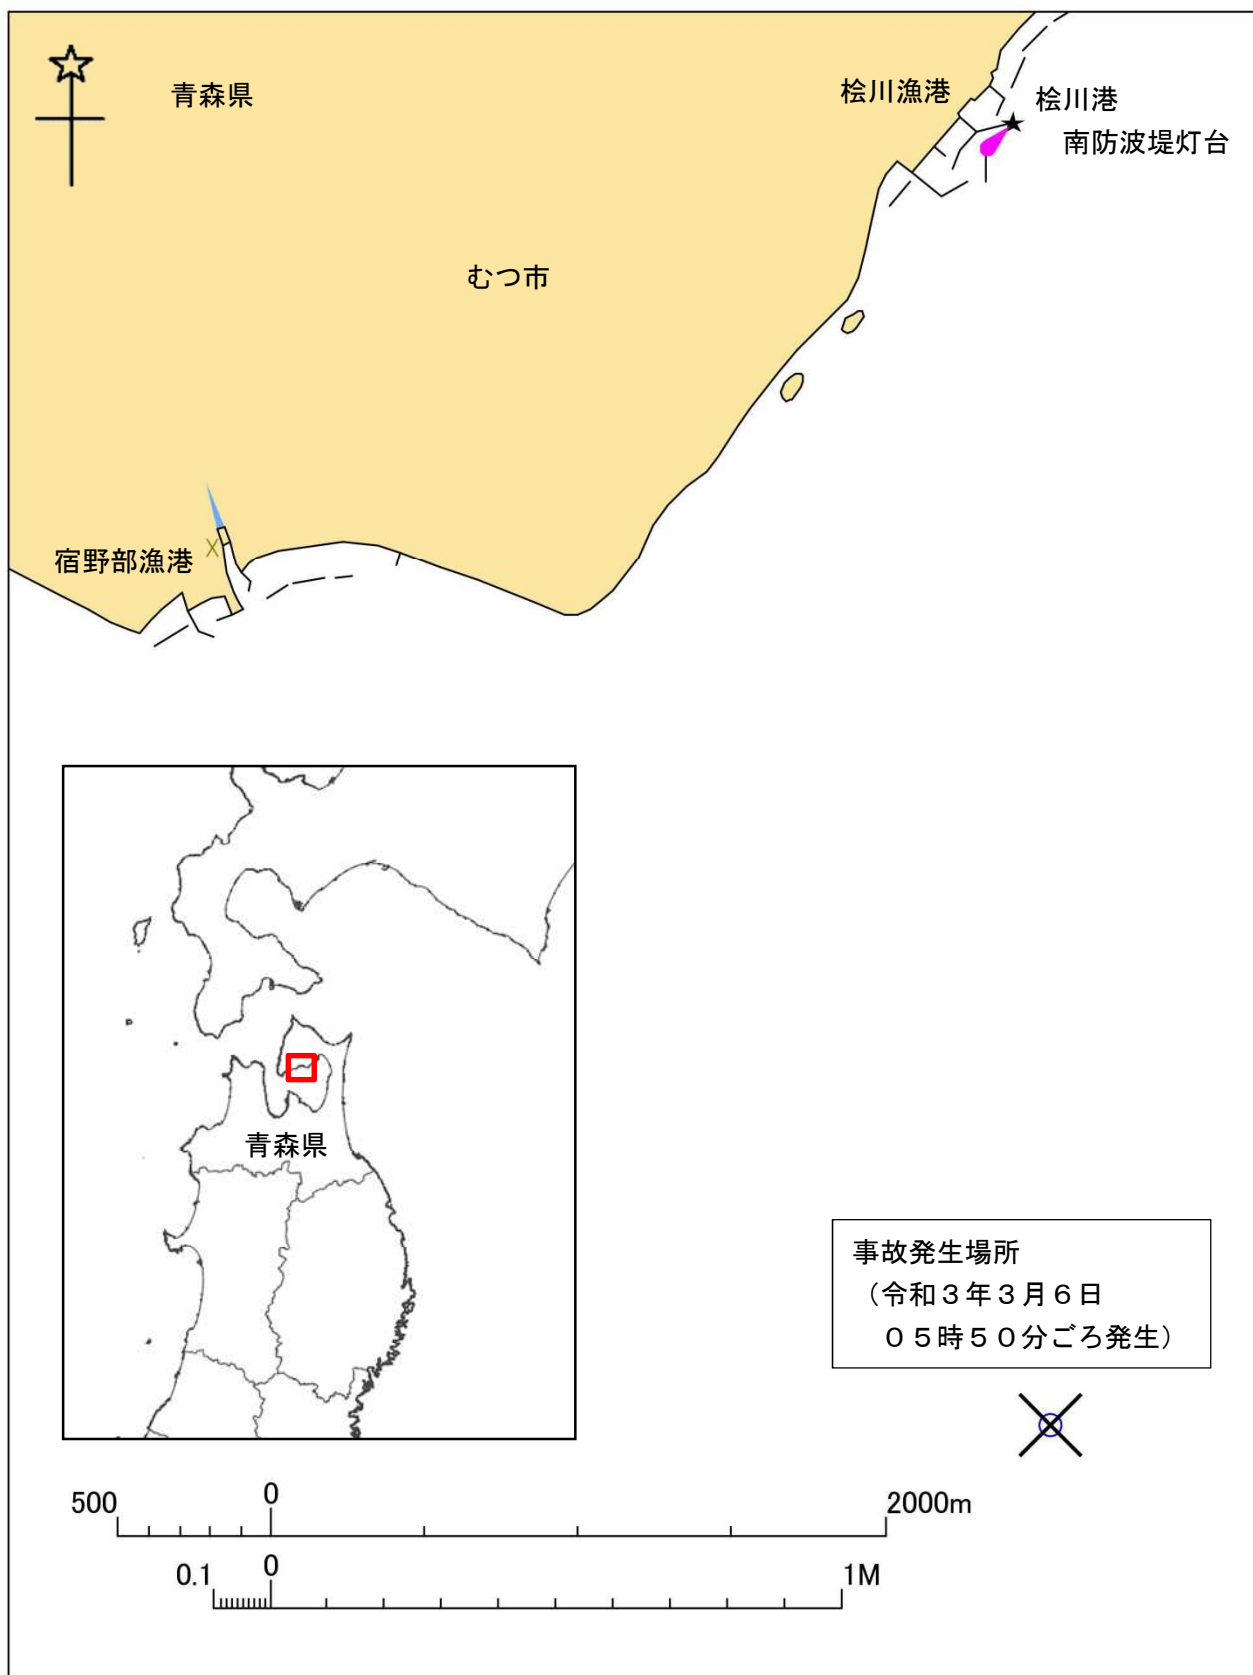 青森県
桧川漁港
桧川港
南防波堤灯台
むつ市
宿野部漁港
青森県
事故発生場所
（令和３年３月６日
０５時５０分ごろ発生）
500 0 2000m
0.1 0 1M